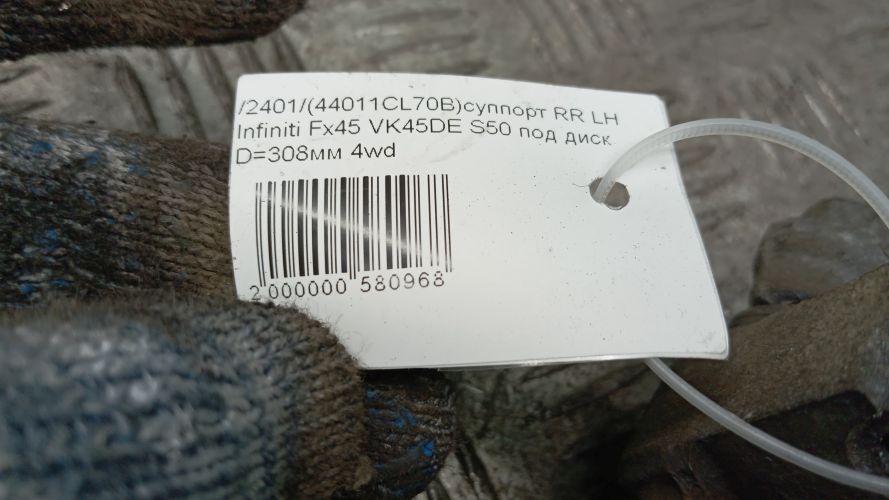 /2401/(44011CL70B)суппорт RR LH
Infiniti Fx45 VK45DE S50 под диск
D=308мм 4wd
2 000000 580968